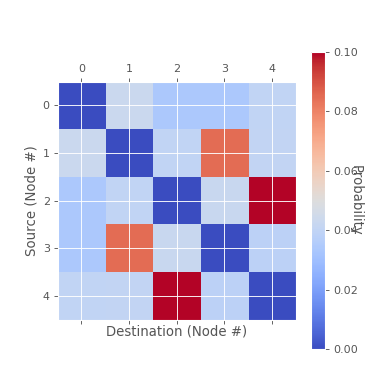 0 1 2 3 4
0
1
2
3
4
Source (Node #)
Destination (Node #)
0.10
0.08
0.06
0.04
0.02
0.00
Probability